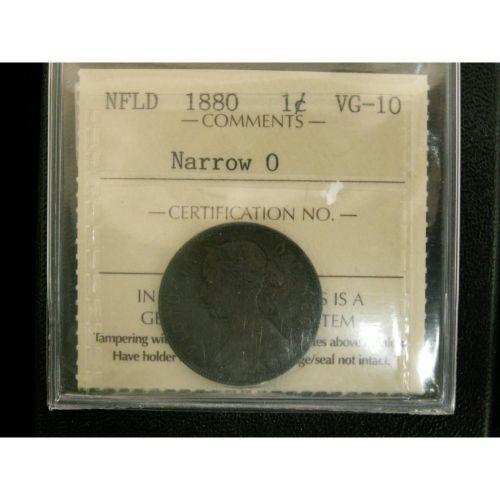 NFLD 1880 1¢ VG-10
— COMMENTS —
Narrow 0
— CERTIFICATION NO. —
IN S IS A
GE TEM
Tampering wi es above
Have holder ge/seal not intact.